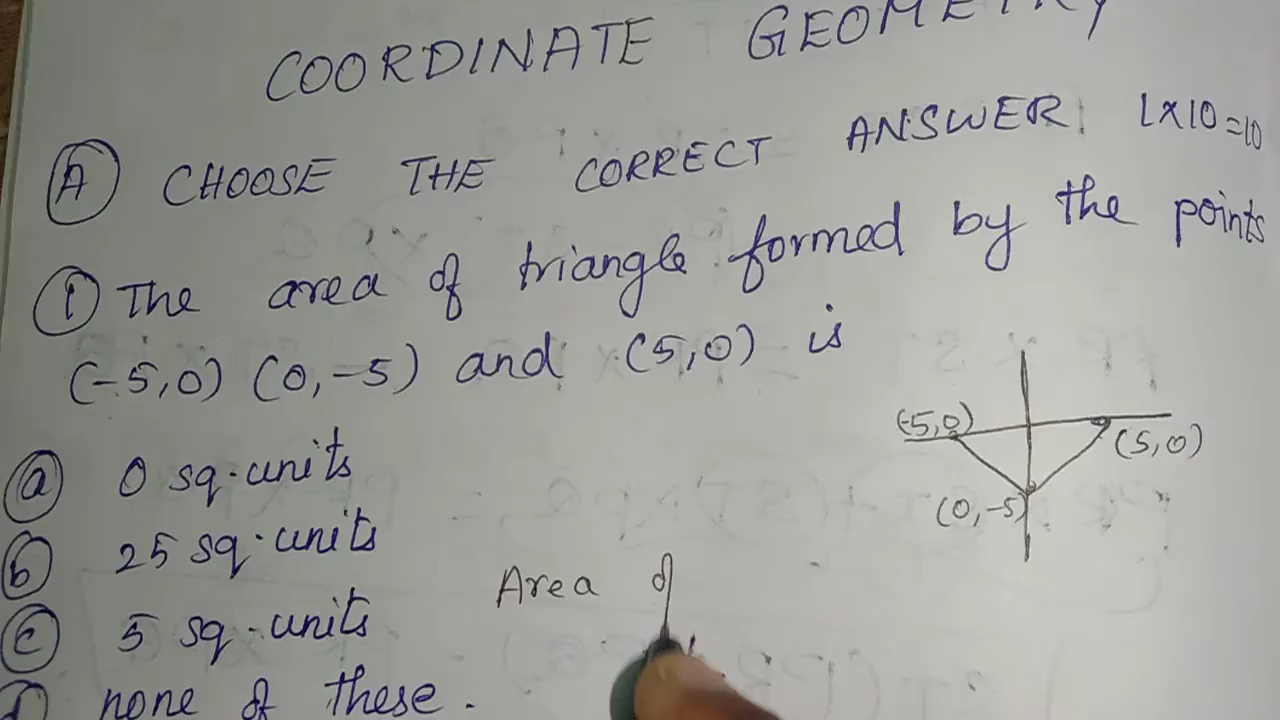 COORDINATE GEOMETRY
(A) CHOOSE THE CORRECT ANSWER. 1×10=10
(1) The area of triangle formed by the points
(-5,0) (0,-5) and (5,0) is
(-5,0)
(5,0)
(a) 0 sq.units
(0,-5)
(b) 25 sq.units
Area of
(c) 5 sq.units
(d) none of these.